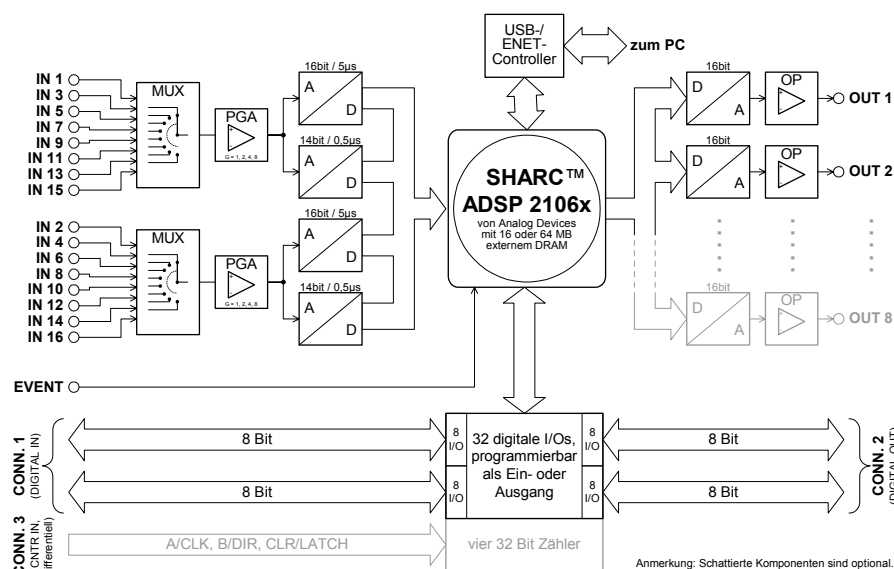 USB-/
ENET-
Controller
zum PC
IN 1
IN 3
IN 5
IN 7
IN 9
IN 11
IN 13
IN 15
MUX
PGA
G = 1, 2, 4, 8
16bit / 5µs
A
D
14bit / 0,5µs
A
D
IN 2
IN 4
IN 6
IN 8
IN 10
IN 12
IN 14
IN 16
MUX
PGA
G = 1, 2, 4, 8
16bit / 5µs
A
D
14bit / 0,5µs
A
D
SHARC™
ADSP 2106x
von Analog Devices
mit 16 oder 64 MB
externem DRAM
16bit
D
A
OP
OUT 1
16bit
D
A
OP
OUT 2
16bit
D
A
OP
OUT 8
EVENT
CONN. 1
(DIGITAL IN)
8 Bit
8 Bit
8
I/O
8
I/O
32 digitale I/Os,
programmierbar
als Ein- oder
Ausgang
8
I/O
8
I/O
8 Bit
8 Bit
CONN. 2
(DIGITAL OUT)
CONN. 3
CNTR IN,
ifferentiell)
A/CLK, B/DIR, CLR/LATCH
vier 32 Bit Zähler
Anmerkung: Schattierte Komponenten sind optional.